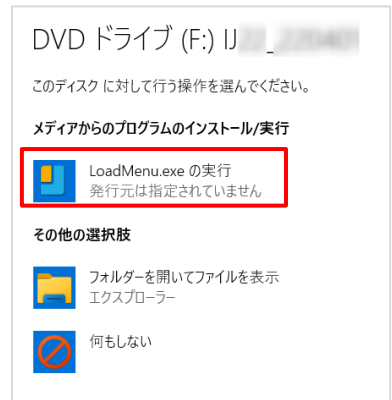 DVD ドライブ (F:) IJ
このディスク に対して行う操作を選んでください。
メディアからのプログラムのインストール/実行
LoadMenu.exe の実行
発行元は指定されていません
その他の選択肢
フォルダーを開いてファイルを表示
エクスプローラー
何もしない